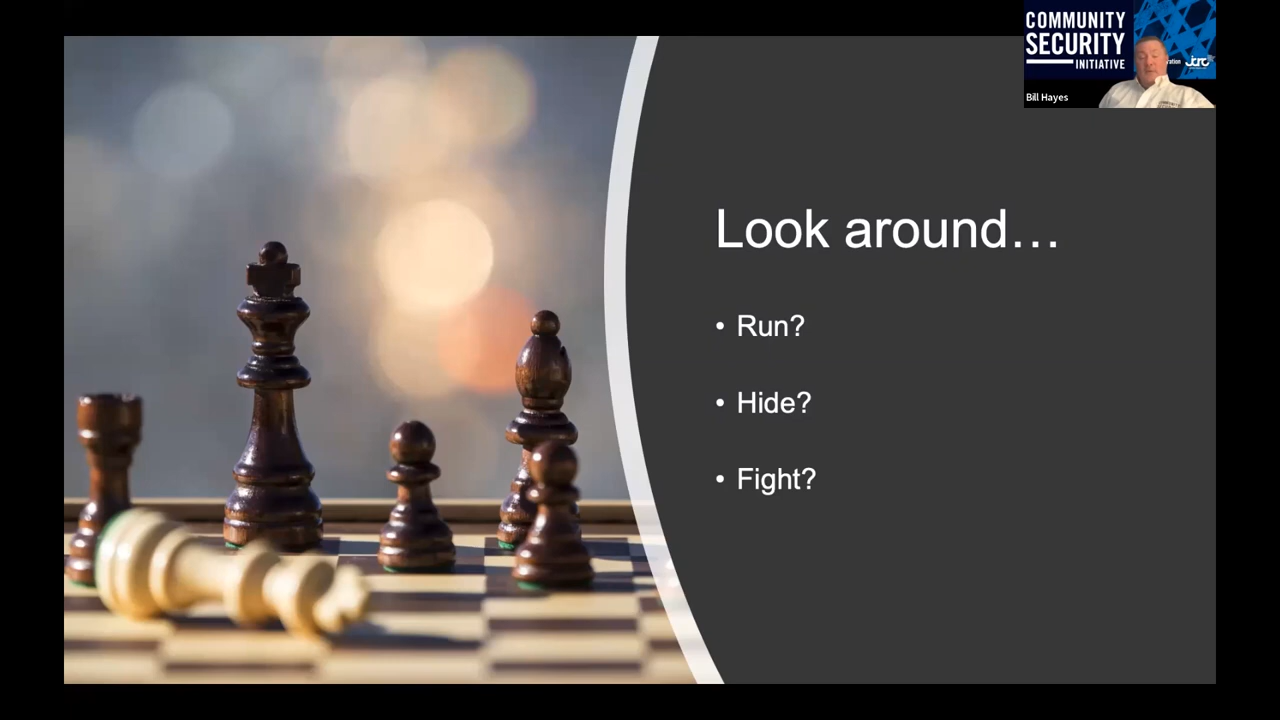 COMMUNITY
SECURITY
INITIATIVE
Bill Hayes
Look around…
• Run?
• Hide?
• Fight?